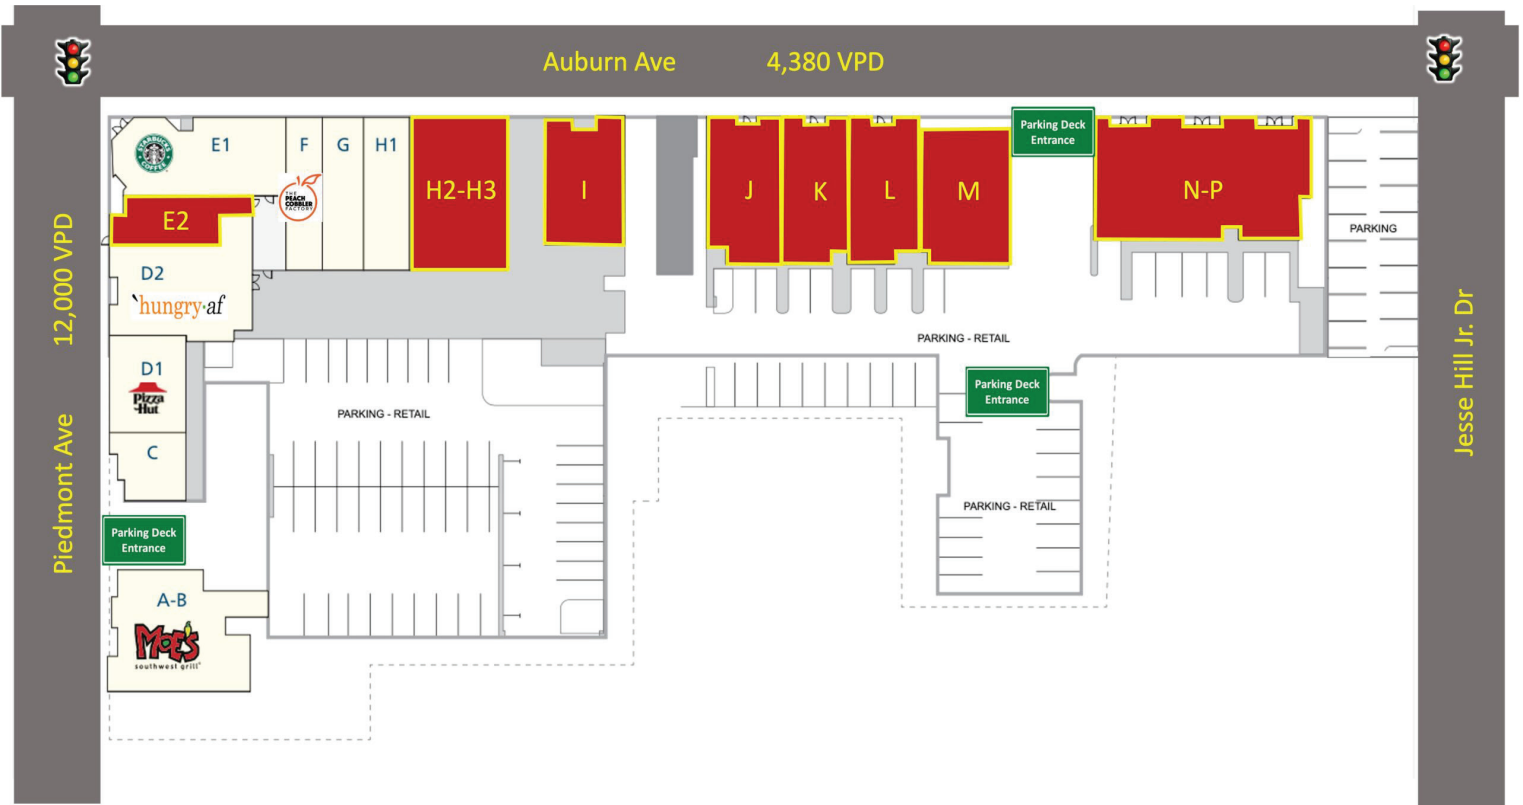 Auburn Ave 4,380 VPD
Piedmont Ave 12,000 VPD
Jesse Hill Jr. Dr
STARBUCKS
COFFEE
E1
F
G
H1
THE
PEACH
COBBLER
FACTORY
H2-H3
I
J
K
L
M
Parking Deck
Entrance
N-P
PARKING
E2
D2
`hungry·af
D1
Pizza
Hut
C
PARKING - RETAIL
PARKING - RETAIL
Parking Deck
Entrance
PARKING - RETAIL
Parking Deck
Entrance
A-B
MOE'S
southwest grill®